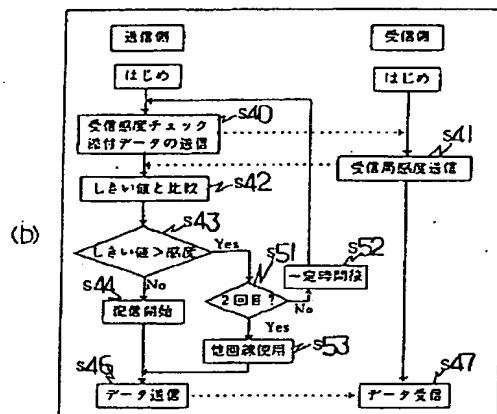 送信側
受信側
はじめ
はじめ
受信感度チェック
添付データの送信
s40
s41
受信局感度送信
しきい値と比較
s42
(b)
s43
しきい値>感度
Yes
s51
s52
一定時間後
s44
No
配信開始
2回目?
No
Yes
他回線使用
s53
s46
データ送信
s47
データ受信